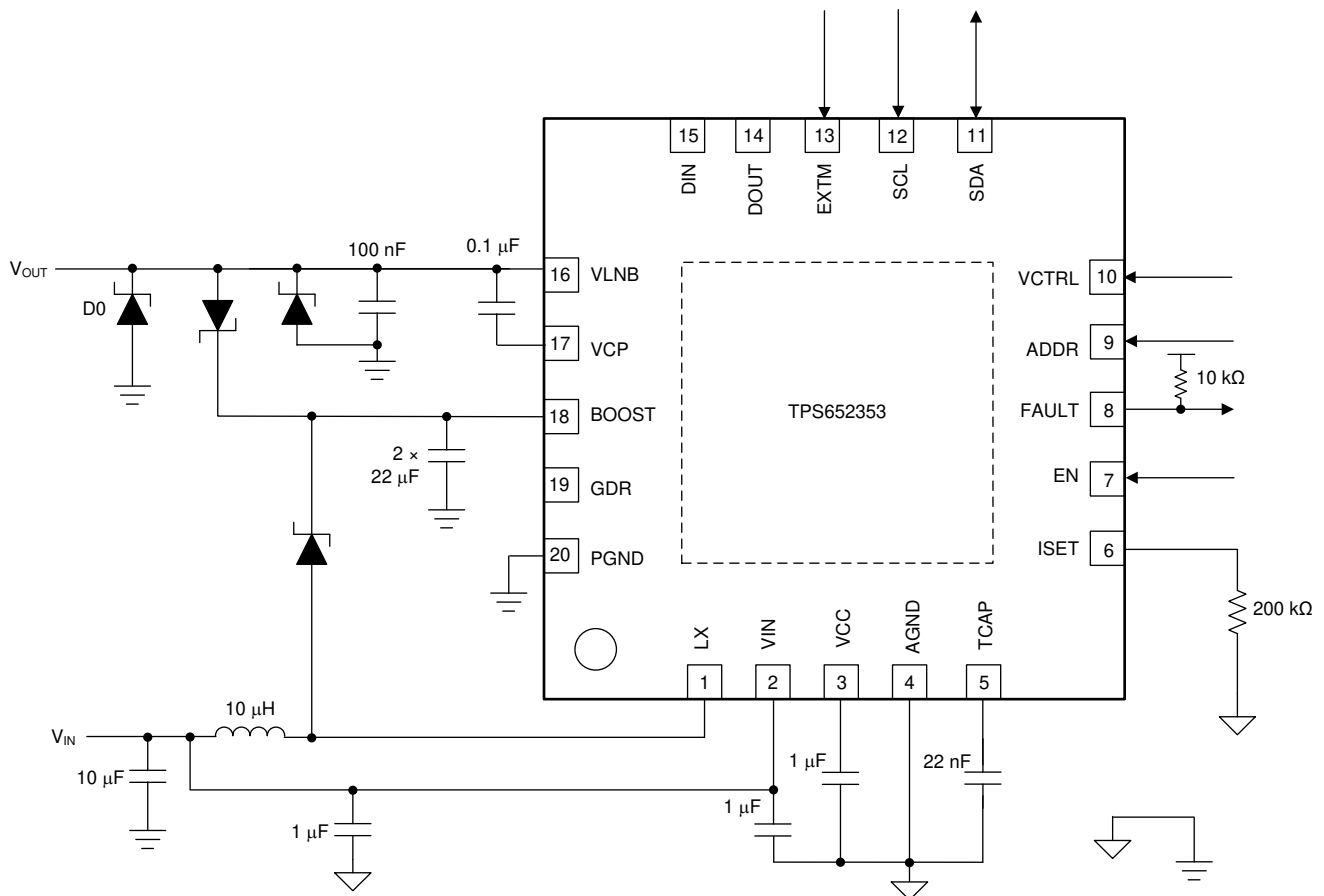 15
14
13
12
11
DIN
DOUT
EXTM
SCL
SDA
VOUT
100 nF
0.1 μF
16
VLNB
D0
17
VCP
18
BOOST
2 ×
22 μF
19
GDR
20
PGND
TPS652353
VCTRL
10
ADDR
9
10 kΩ
FAULT
8
EN
7
ISET
6
200 kΩ
LX
VIN
VCC
AGND
TCAP
1
2
3
4
5
VIN
10 μH
10 μF
1 μF
1 μF
1 μF
22 nF